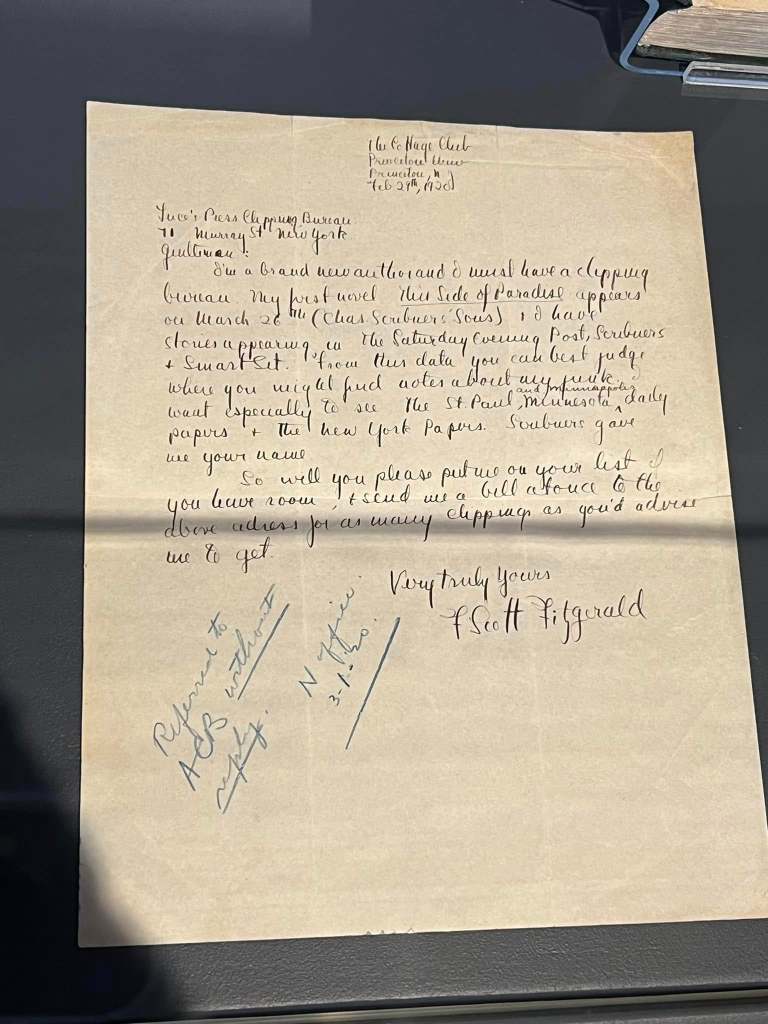 The Cottage Club
Princeton Univ
Princeton, N.J
Feb 29th, 1920
Luce's Press Clipping Bureau
71 Murray St New York
Gentleman:
I'm a brand new author and I must have a clipping
bureau. My first novel This Side of Paradise appears
on March 26th (Chas. Scribners' Sons) & I have
stories appearing in The Saturday Evening Post, Scribners
& Smart Set. From this data you can best judge
where you might find notes about my junk. I
want especially to see the St. Paul, and Minneapolis Minnesota, daily
papers & the New York Papers. Scribners gave
me your name
So will you please put me on your list if
you have room, & send me a bill at once to the
above adress for as many clippings as you'd advise
me to get.
Very truly Yours
F Scott Fitzgerald
Referred to
ACB without
reply.
N office.
3-1-20.